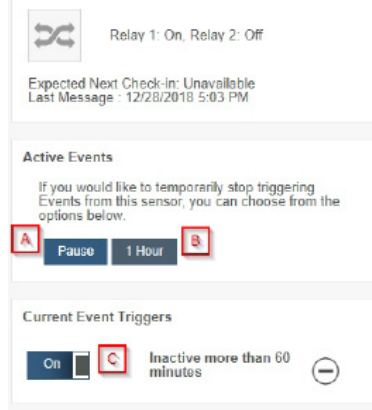 Relay 1: On, Relay 2: Off
Expected Next Check-In: Unavailable
Last Message : 12/28/2018 5:03 PM
Active Events
If you would like to temporarily stop triggering
Events from this sensor, you can choose from the
options below.
A Pause 1 Hour B
Current Event Triggers
On C Inactive more than 60
minutes